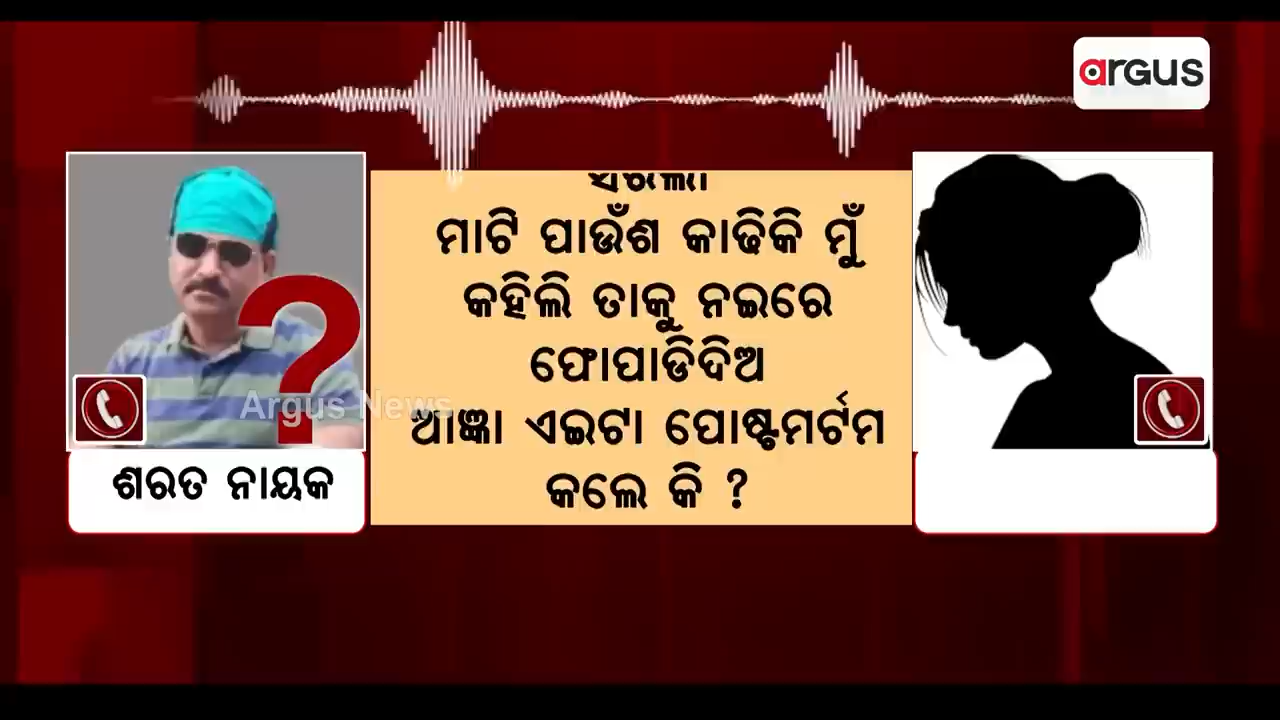 argus
ମାଟି ପାଉଁଶ କାଢିକି ମୁଁ
କହିଲି ତାକୁ ନଇରେ
ଫୋପାଡିଦିଅ
ଆଜ୍ଞା ଏଇଟା ପୋଷ୍ଟମର୍ଟମ
କଲେ କି ?
Argus News
ଶରତ ନାୟକ